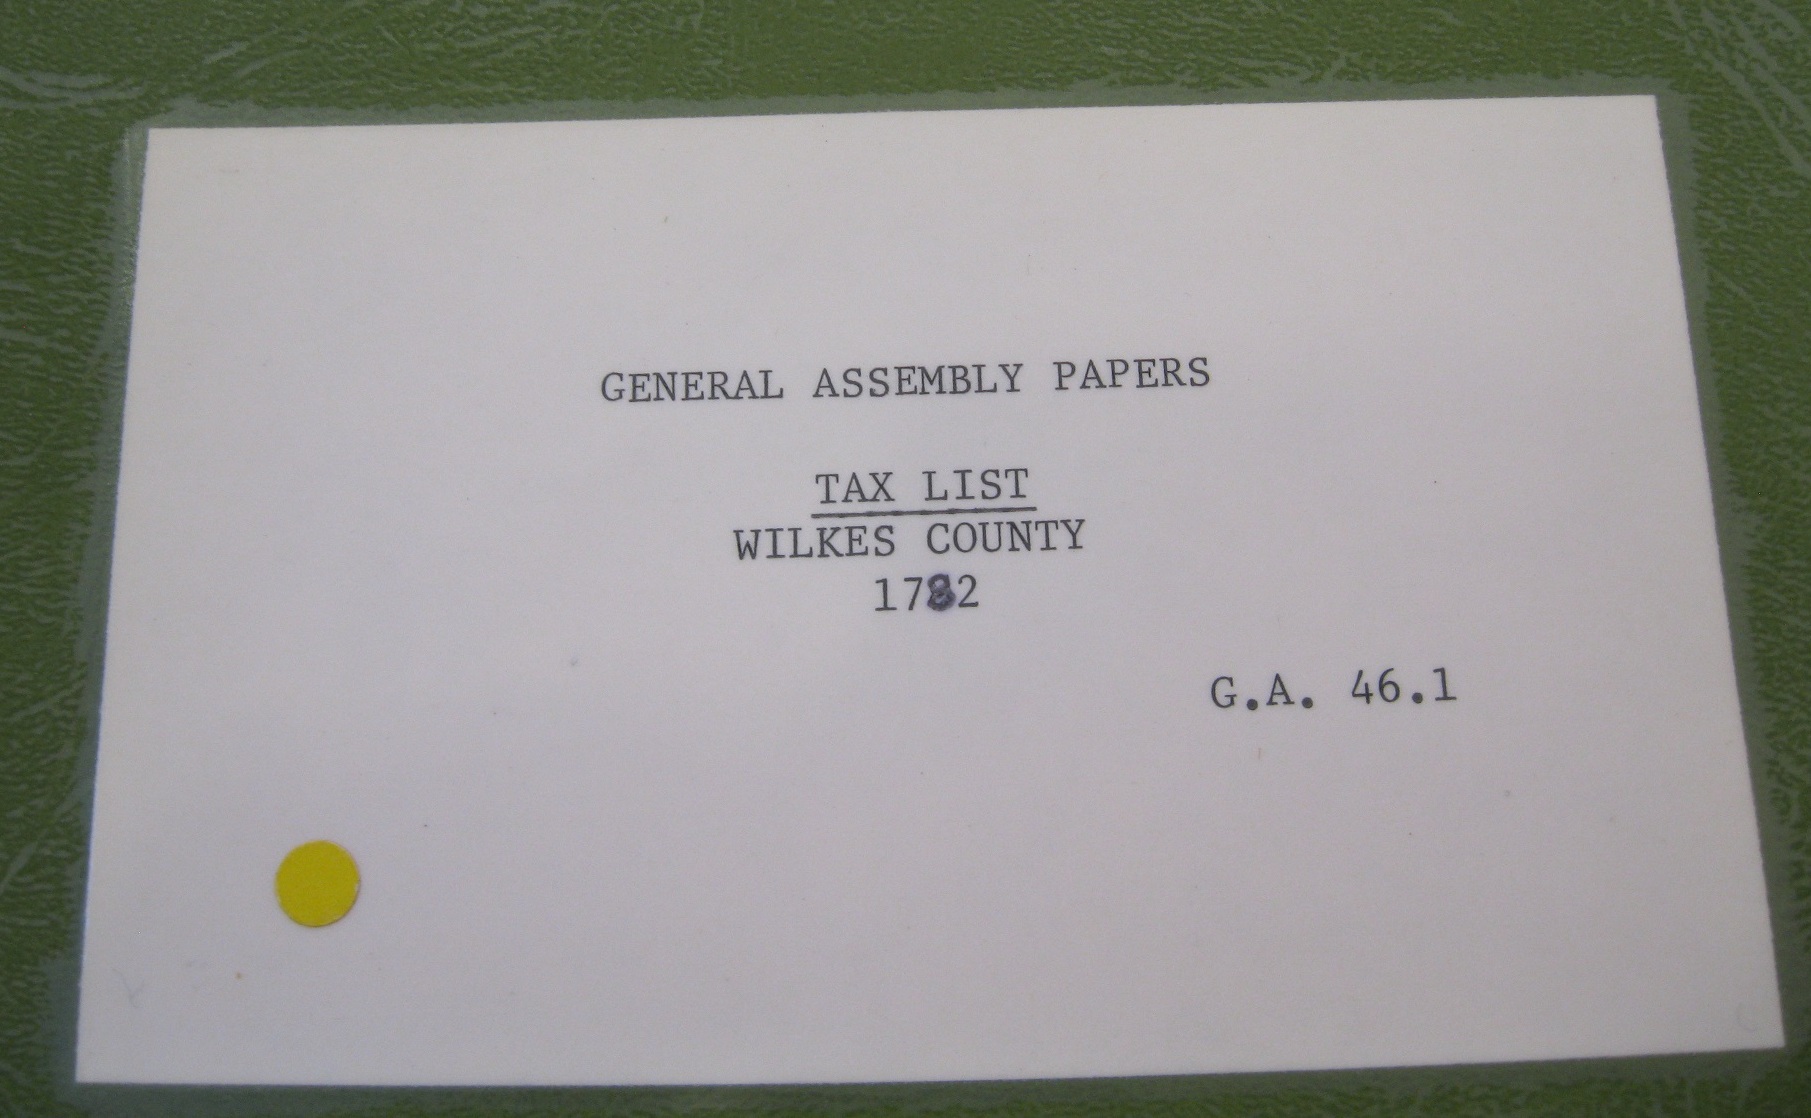 GENERAL ASSEMBLY PAPERS
TAX LIST
WILKES COUNTY
1782
G.A. 46.1